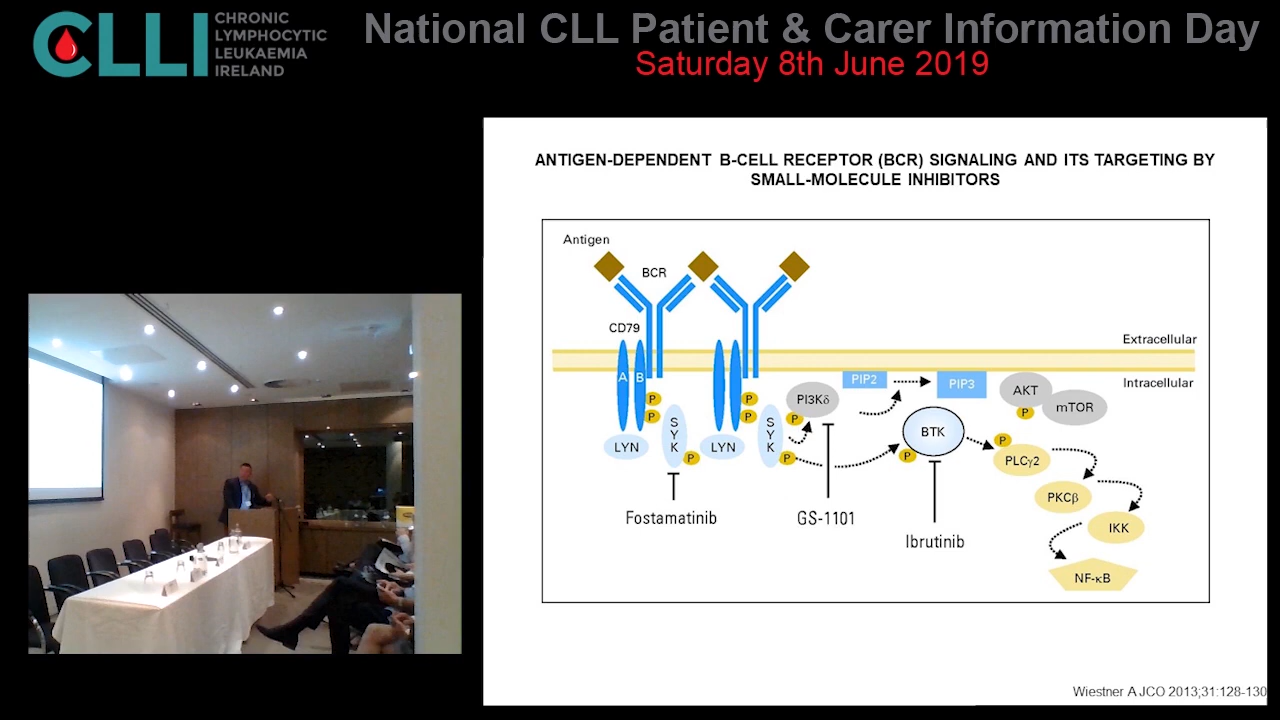 CLLI
CHRONIC
LYMPHOCYTIC
LEUKAEMIA
IRELAND
National CLL Patient & Carer Information Day
Saturday 8th June 2019
ANTIGEN-DEPENDENT B-CELL RECEPTOR (BCR) SIGNALING AND ITS TARGETING BY
SMALL-MOLECULE INHIBITORS
Antigen
BCR
CD79
Extracellular
Intracellular
A B
P
P
SYK
LYN
P
P
P
LYN
SYK
P
P
PI3Kδ
PIP2
PIP3
AKT
P
mTOR
BTK
P
P
PLCγ2
PKCβ
IKK
NF-κB
Fostamatinib
GS-1101
Ibrutinib
Wiestner A JCO 2013;31:128-130